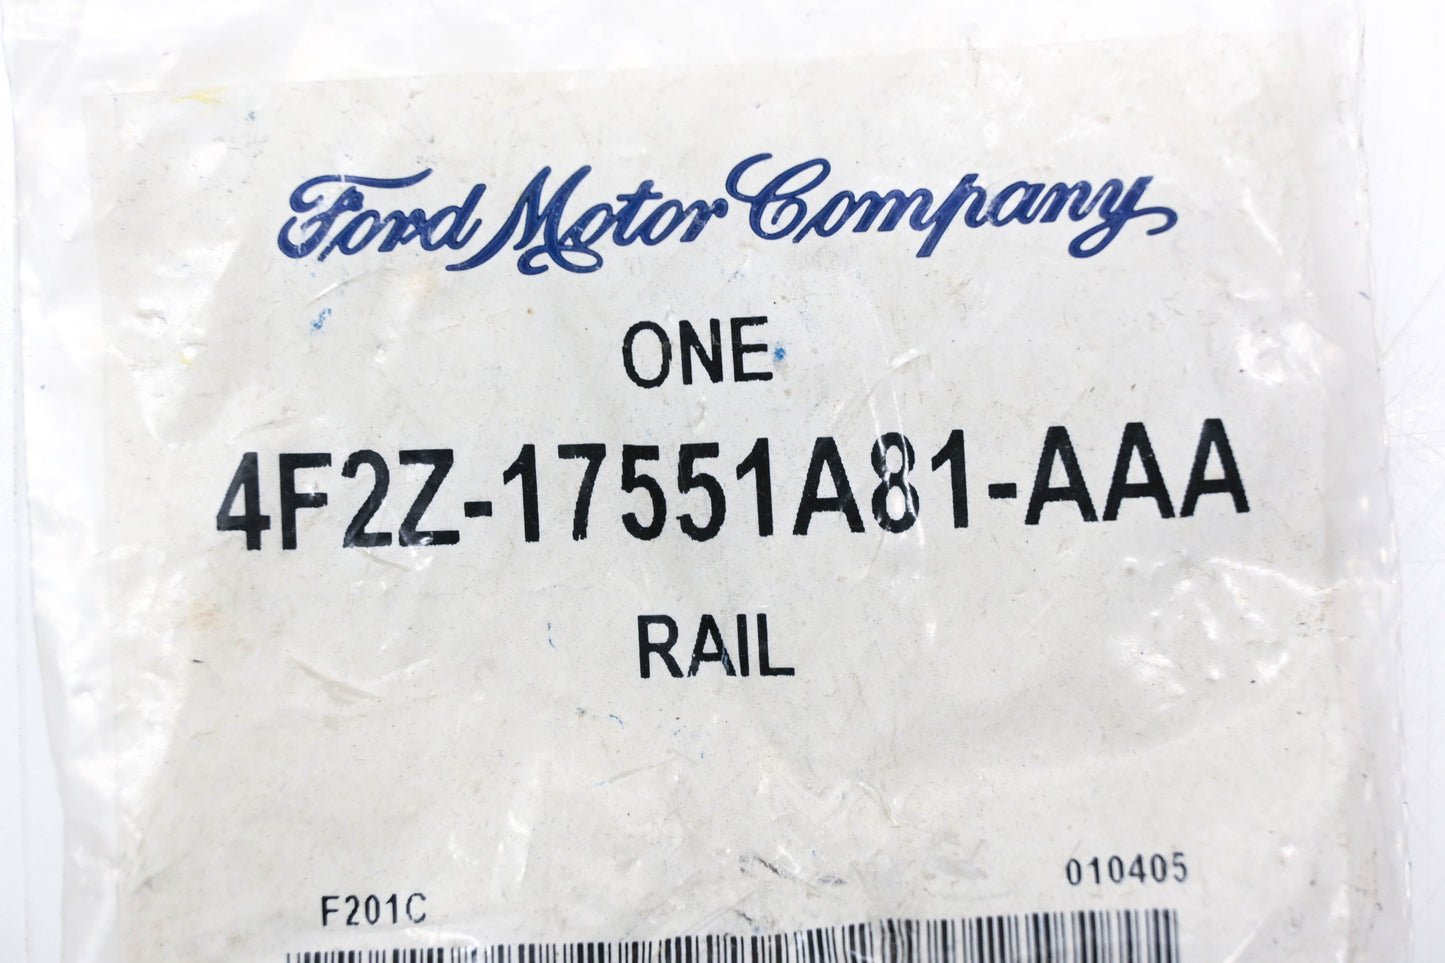 Ford Motor Company
ONE
4F2Z-17551A81-AAA
RAIL
010405
F201C